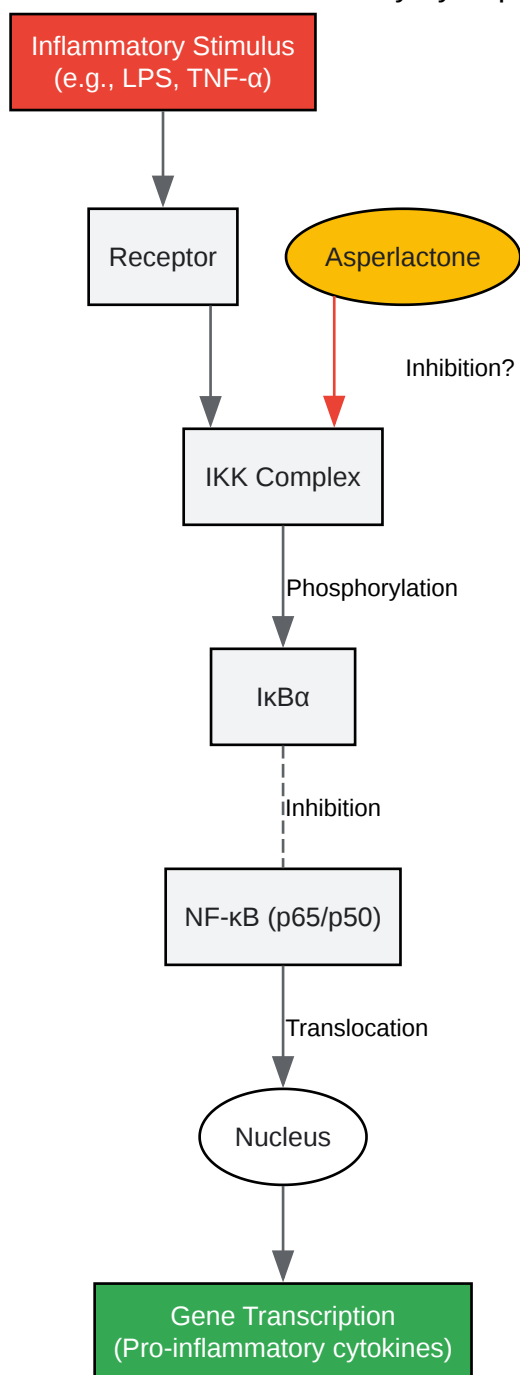 Inflammatory Stimulus
(e.g., LPS, TNF-α)
Receptor
Asperlactone
Inhibition?
IKK Complex
Phosphorylation
IκBα
Inhibition
NF-κB (p65/p50)
Translocation
Nucleus
Gene Transcription
(Pro-inflammatory cytokines)